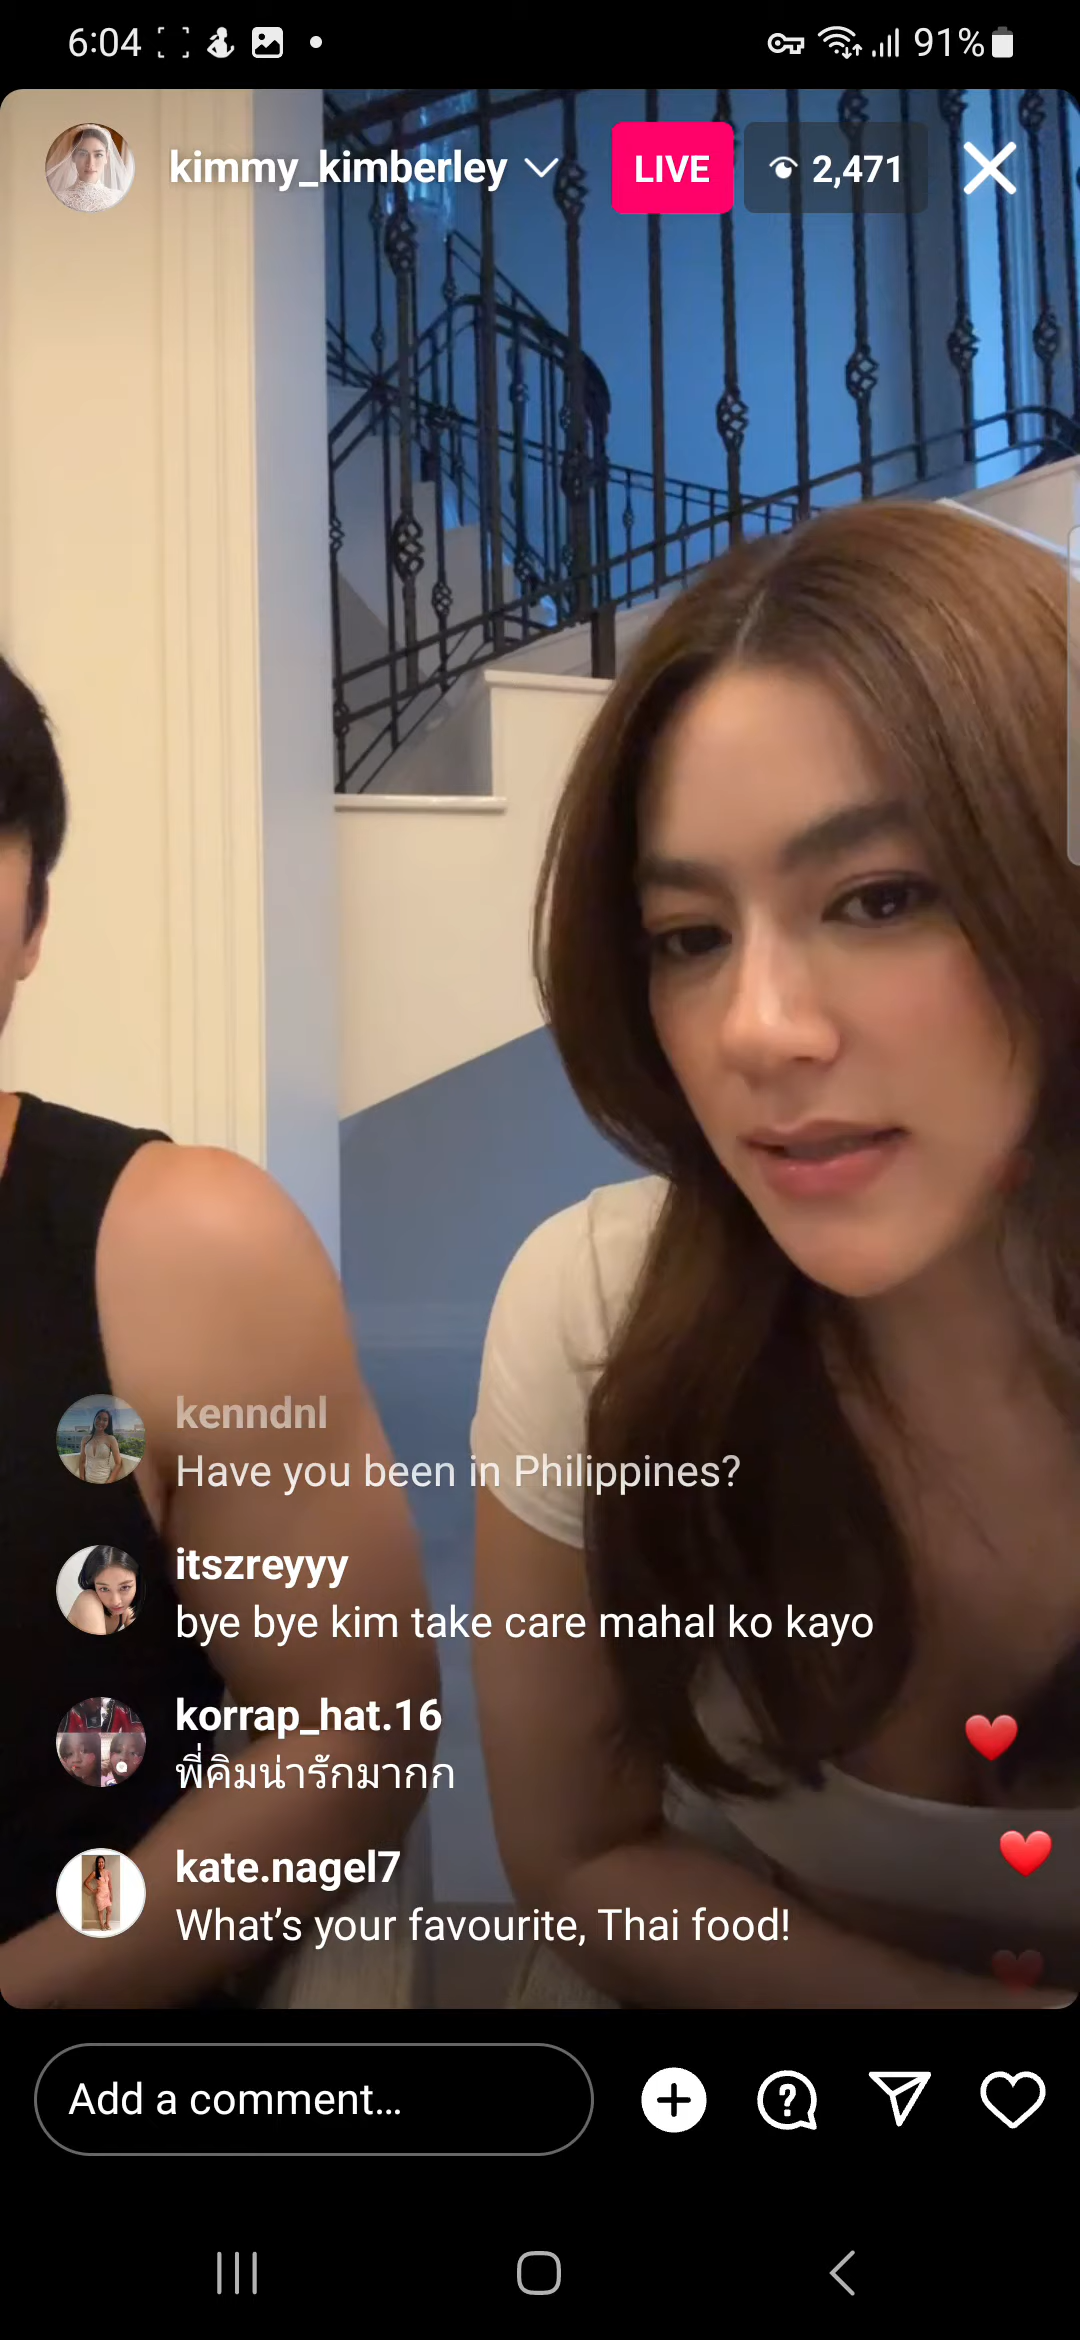 6:04
91%
kimmy_kimberley
LIVE
2,471
kenndnl
Have you been in Philippines?
itszreyyy
bye bye kim take care mahal ko kayo
korrap_hat.16
พี่คิมน่ารักมากก
kate.nagel7
What’s your favourite, Thai food!
Add a comment...